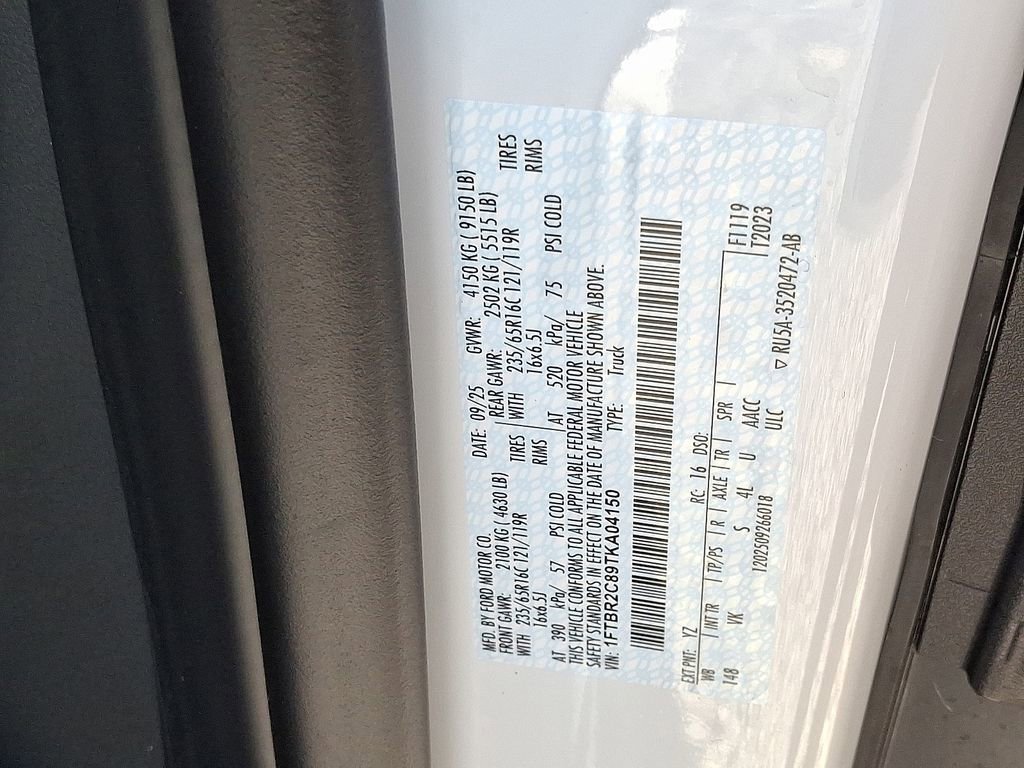 MFD. BY FORD MOTOR CO.
DATE: 09/25 GVWR: 4150 KG ( 9150 LB)
FRONT GAWR: 2100 KG ( 4630 LB)
REAR GAWR: 2502 KG ( 5515 LB)
WITH 235/65R16C 121/119R TIRES
WITH 235/65R16C 121/119R TIRES
16x6.5J RIMS
16x6.5J RIMS
AT 390 kPa/ 57 PSI COLD
AT 520 kPa/ 75 PSI COLD
THIS VEHICLE CONFORMS TO ALL APPLICABLE FEDERAL MOTOR VEHICLE
SAFETY STANDARDS IN EFFECT ON THE DATE OF MANUFACTURE SHOWN ABOVE.
VIN: 1FTBR2C89TKA04150 TYPE: Truck
EXT PNT: YZ RC: 16 DSO:
WB INT TR TP/PS R AXLE TR SPR F1119
148 VK S 4L U AACC T2023
1202509266018 ULC
▽ RU5A-3520472-AB